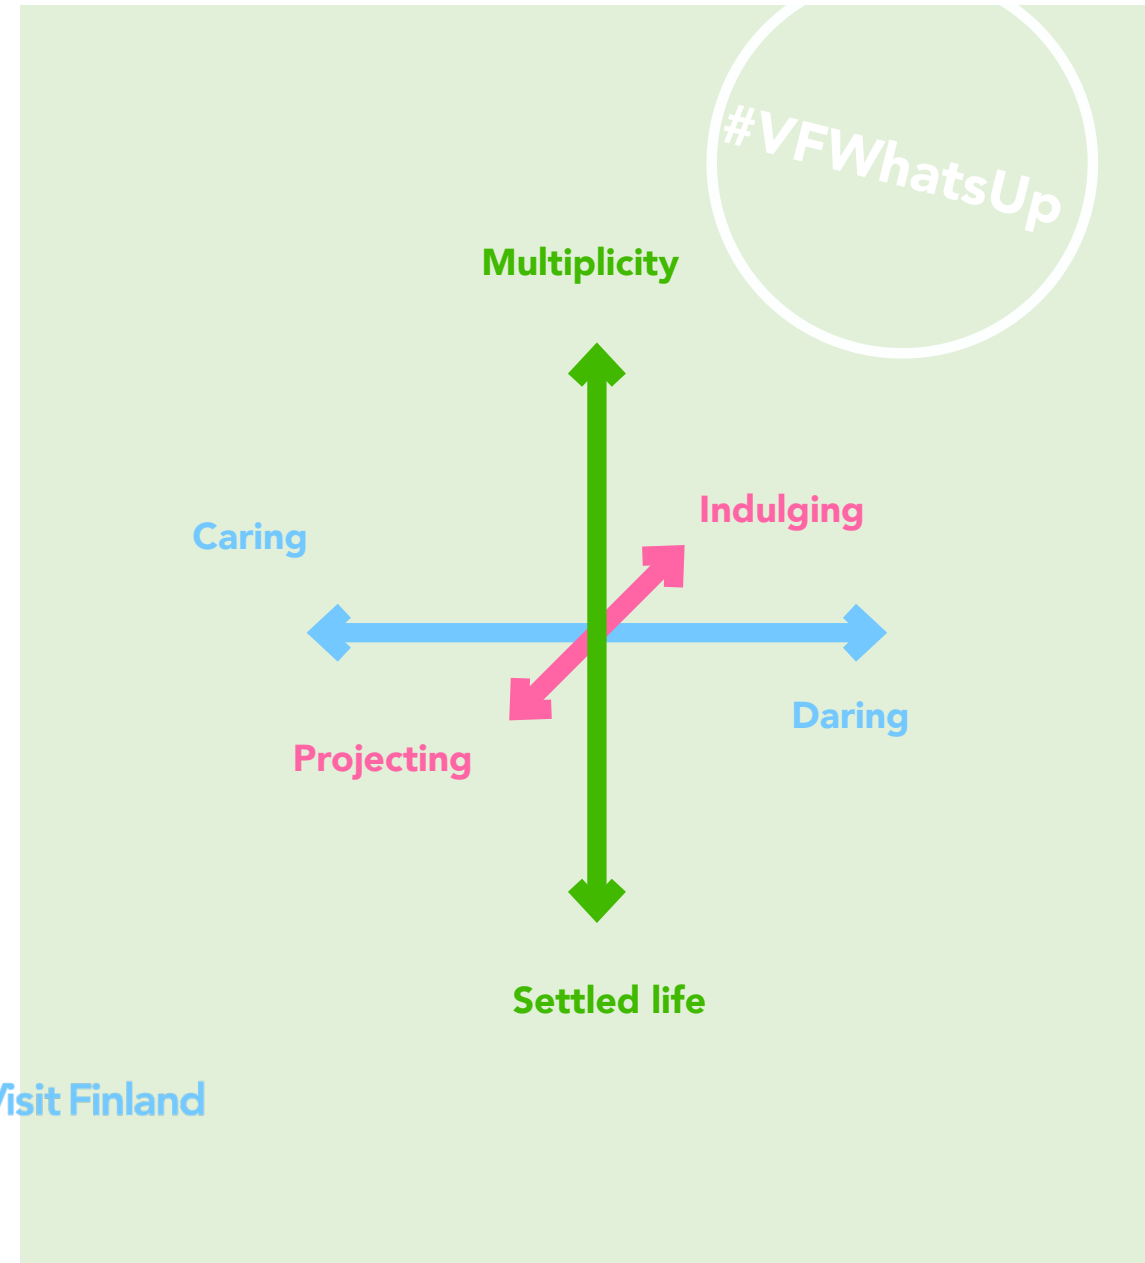 #VFWhatsUp
Multiplicity
Indulging
Caring
Daring
Projecting
Settled life
Visit Finland